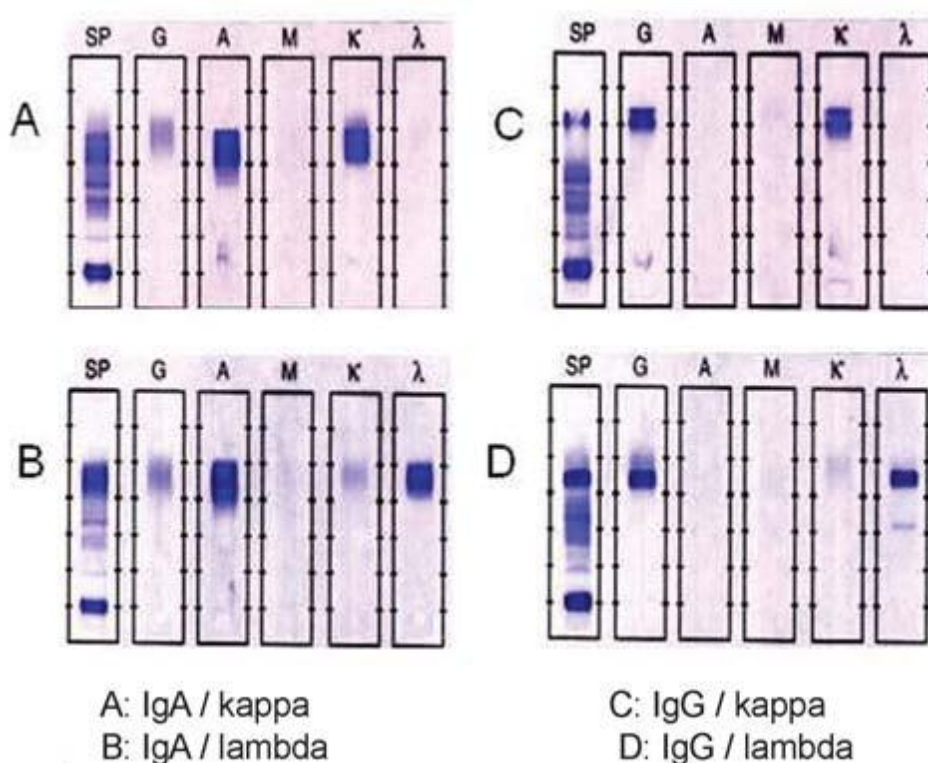 SP G A M K λ
A
SP G A M K λ
C
SP G A M K λ
B
SP G A M K λ
D
A: IgA / kappa
B: IgA / lambda
C: IgG / kappa
D: IgG / lambda